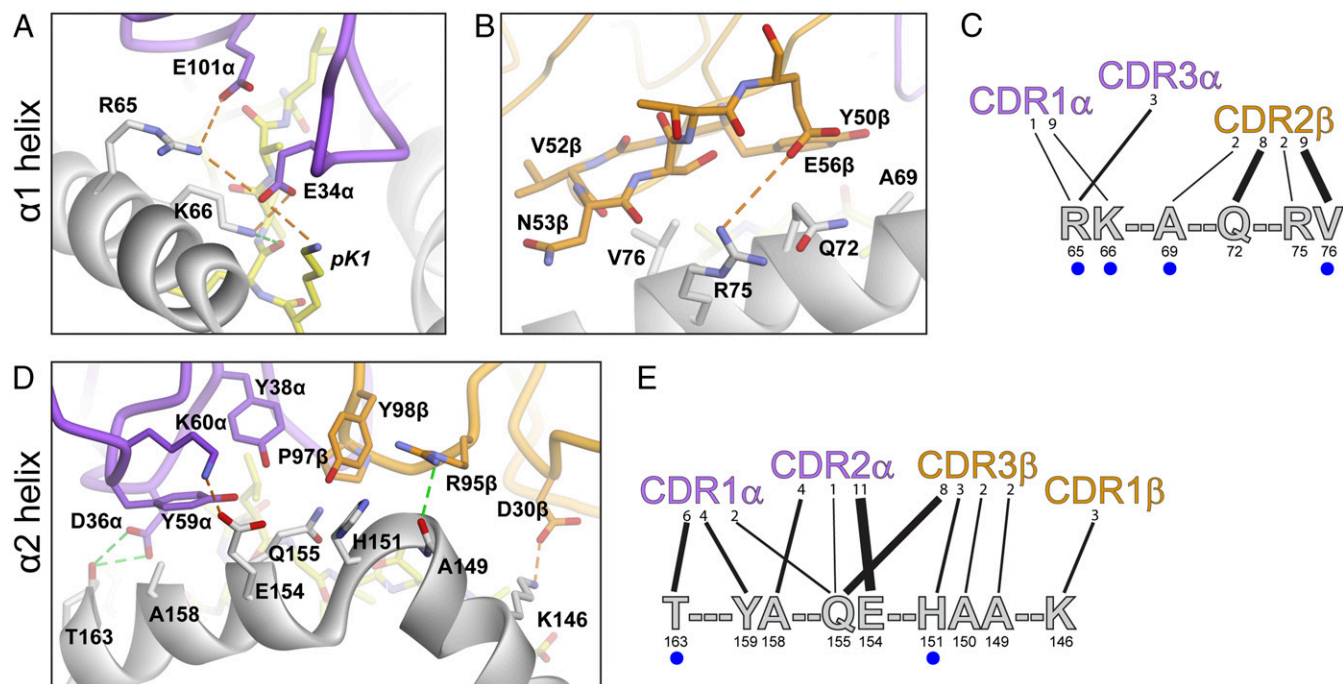 A
α1 helix
E101α
R65
E34α
K66
pK1
B
V52β
Y50β
E56β
A69
N53β
V76
Q72
R75
C
CDR3α
CDR1α
3
1 9
CDR2β
2 8 2 9
RK--A--Q--RV
65 66 69 72 75 76
D
α2 helix
Y38α
Y98β
K60α
P97β
R95β
D36α
Y59α
D30β
Q155
H151
A149
E154
A158
K146
T163
E
CDR1α
CDR2α
CDR3β
CDR1β
6 4 2 4 1 11 8 3 2 2 3
T---YA--QE--HAA--K
163 159 158 155 154 151 150 149 146